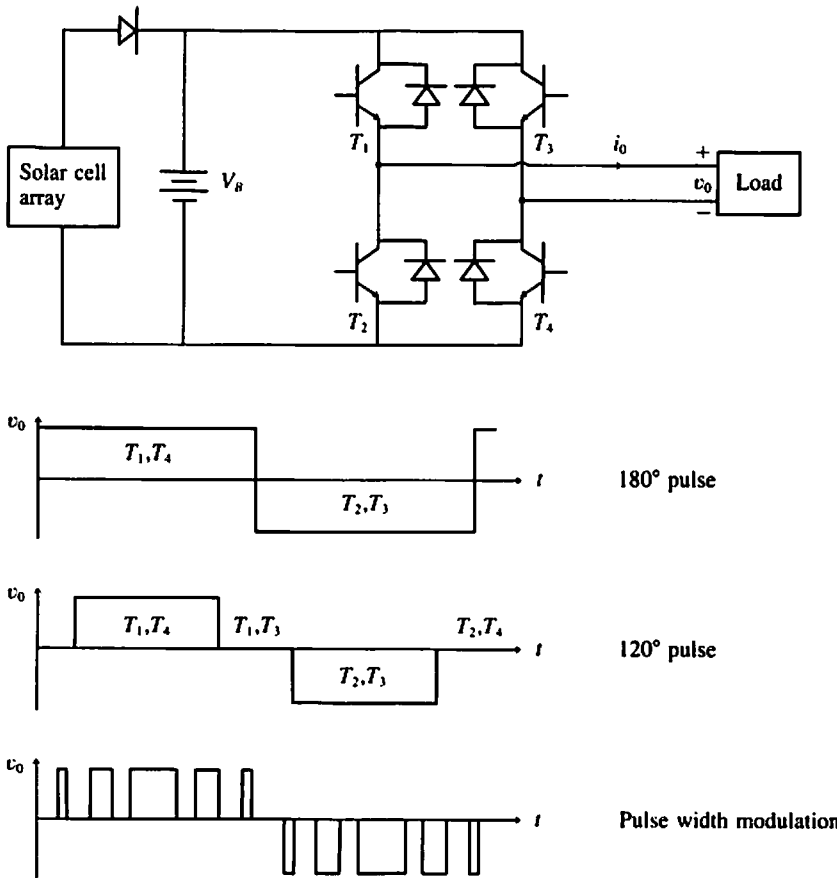 Solar cell
array
V_B
T_1
T_3
i_0
+
v_0
−
Load
T_2
T_4
v_0
T_1,T_4
T_2,T_3
t
180° pulse
v_0
T_1,T_4
T_1,T_3
T_2,T_3
T_2,T_4
t
120° pulse
v_0
t
Pulse width modulation